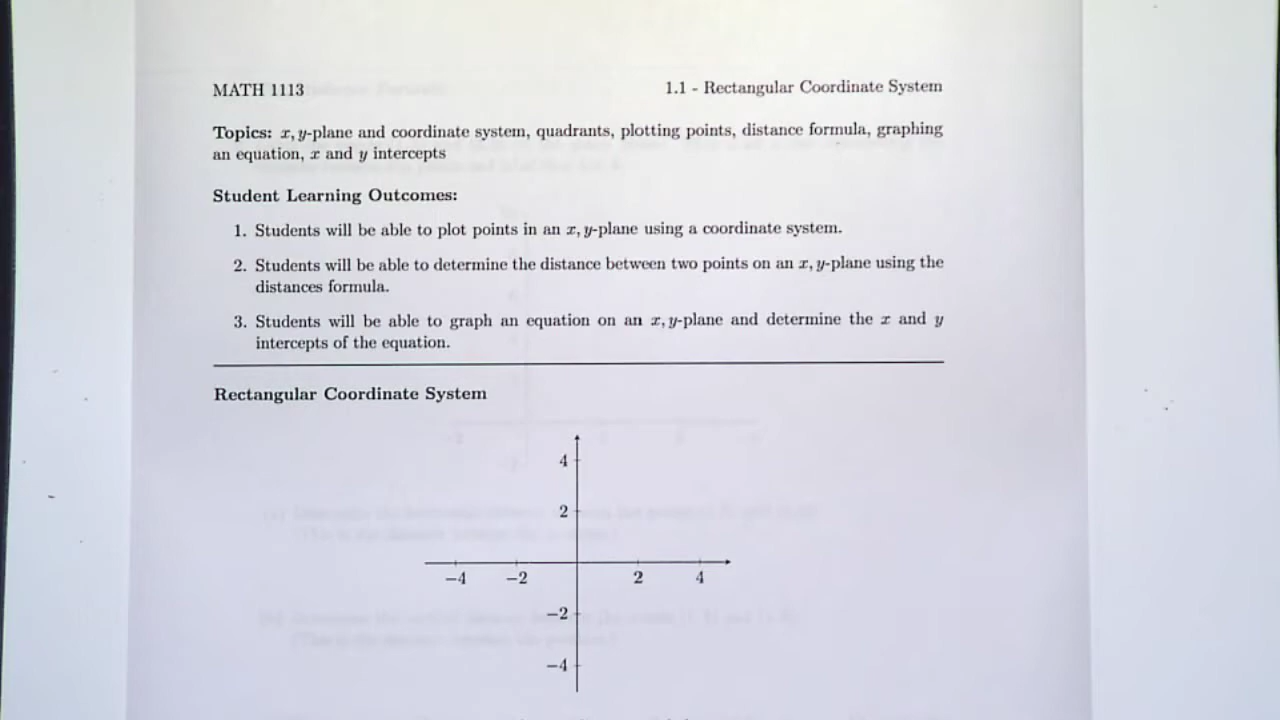 MATH 1113 1.1 - Rectangular Coordinate System
Topics: x, y-plane and coordinate system, quadrants, plotting points, distance formula, graphing
an equation, x and y intercepts
Student Learning Outcomes:
1. Students will be able to plot points in an x, y-plane using a coordinate system.
2. Students will be able to determine the distance between two points on an x, y-plane using the
distances formula.
3. Students will be able to graph an equation on an x, y-plane and determine the x and y
intercepts of the equation.
Rectangular Coordinate System
4
2
−4 −2 2 4
−2
−4